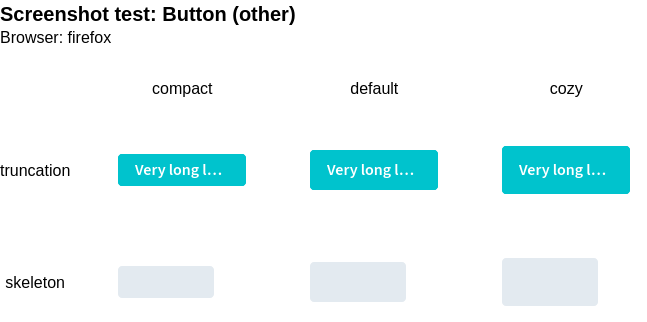 Screenshot test: Button (other)
Browser: firefox
compact default cozy
truncation Very long l… Very long l… Very long l…
skeleton